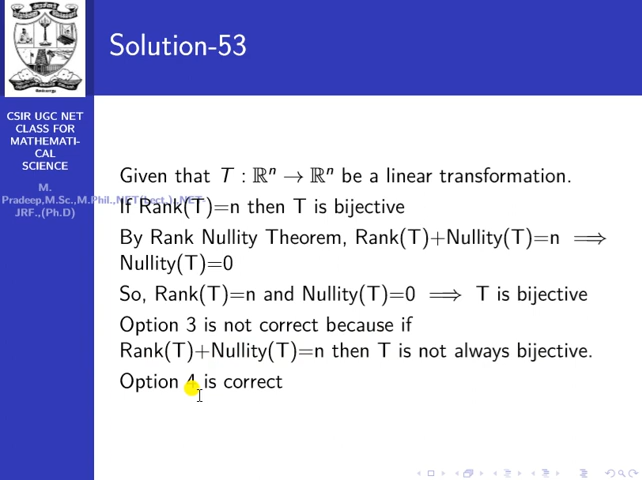 Solution-53
CSIR UGC NET
CLASS FOR
MATHEMATI-
CAL
SCIENCE
M.
Pradeep,M.Sc.,M.Phil.,NET(Lect.),NET
JRF.,(Ph.D)
Given that T : ℝⁿ → ℝⁿ be a linear transformation.
If Rank(T)=n then T is bijective
By Rank Nullity Theorem, Rank(T)+Nullity(T)=n ⟹
Nullity(T)=0
So, Rank(T)=n and Nullity(T)=0 ⟹ T is bijective
Option 3 is not correct because if
Rank(T)+Nullity(T)=n then T is not always bijective.
Option 4 is correct